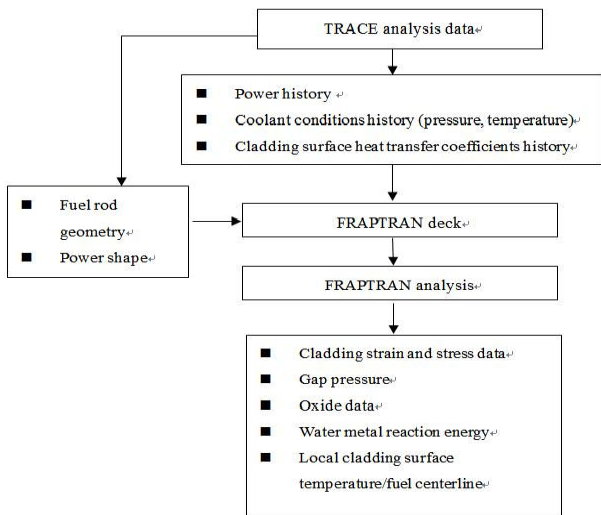 TRACE analysis data
Power history
Coolant conditions history (pressure, temperature)
Cladding surface heat transfer coefficients history
Fuel rod
geometry
Power shape
FRAPTRAN deck
FRAPTRAN analysis
Cladding strain and stress data
Gap pressure
Oxide data
Water metal reaction energy
Local cladding surface
temperature/fuel centerline